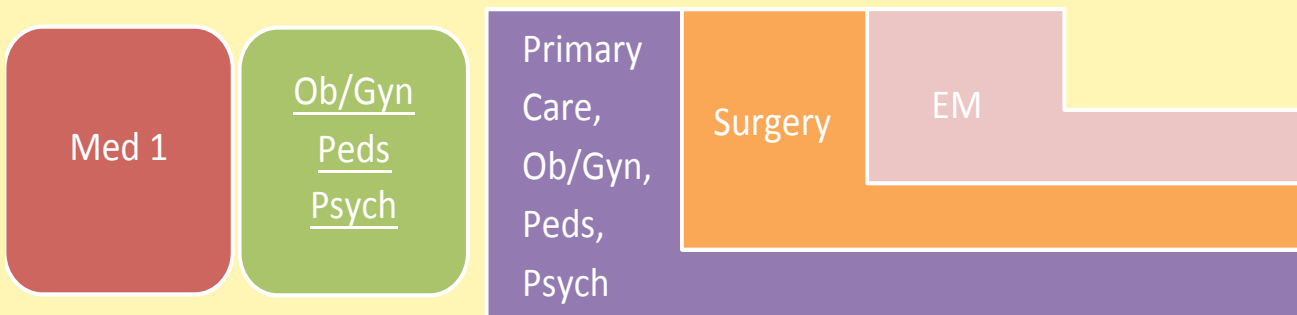 Med 1
Ob/Gyn
Peds
Psych
Primary
Care,
Ob/Gyn,
Peds,
Psych
Surgery
EM